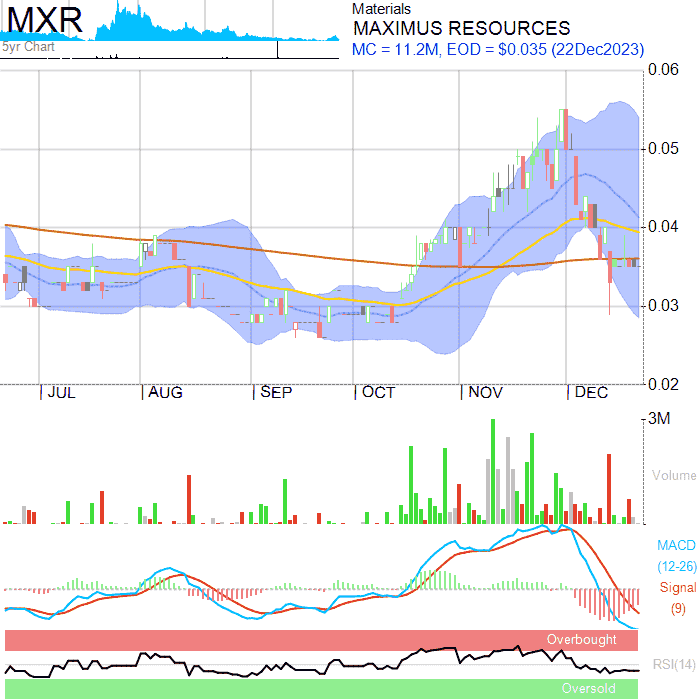 MXR
5yr Chart
Materials
MAXIMUS RESOURCES
MC = 11.2M, EOD = $0.035 (22Dec2023)
0.06
0.05
0.04
0.03
0.02
JUL AUG SEP OCT NOV DEC
3M
Volume
MACD
(12-26)
Signal
(9)
Overbought
RSI(14)
Oversold